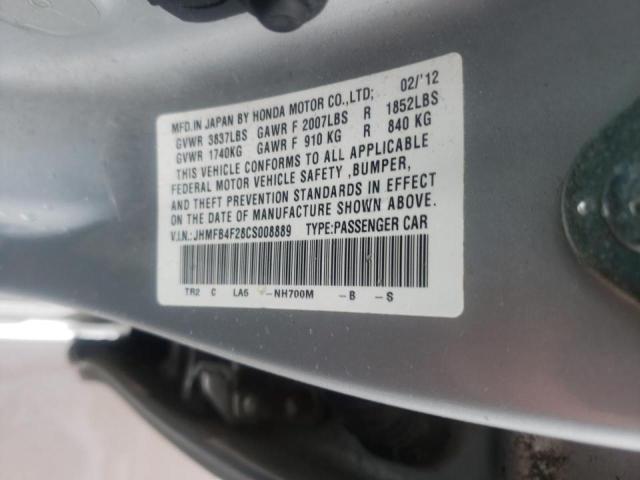 MFD.IN JAPAN BY HONDA MOTOR CO.,LTD; 02/'12
GVWR 3837LBS GAWR F 2007LBS R 1852LBS
GVWR 1740KG GAWR F 910 KG R 840 KG
THIS VEHICLE CONFORMS TO ALL APPLICABLE
FEDERAL MOTOR VEHICLE SAFETY ,BUMPER,
AND THEFT PREVENTION STANDARDS IN EFFECT
ON THE DATE OF MANUFACTURE SHOWN ABOVE.
V.I.N.:JHMFB4F28CS008889 TYPE:PASSENGER CAR
TR2 C LA5 -NH700M -B -S